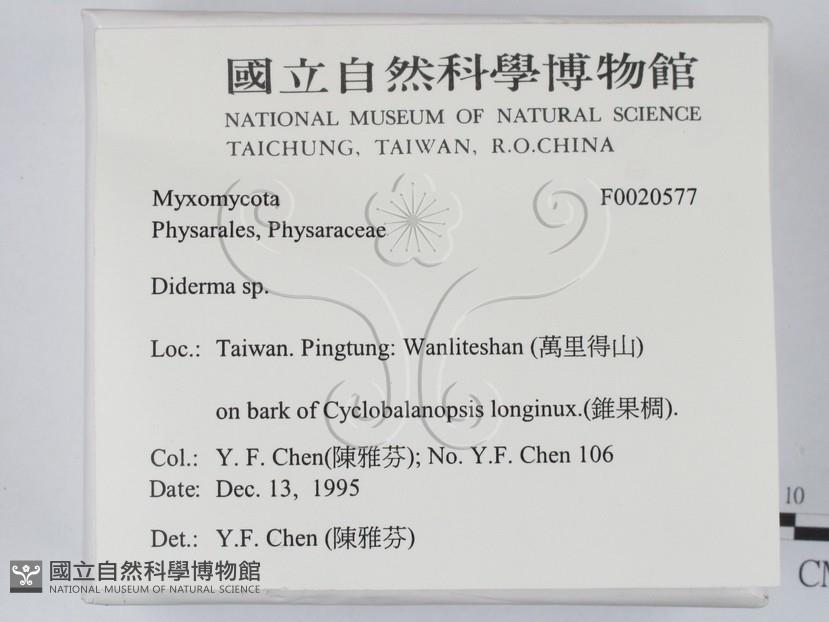 國立自然科學博物館
NATIONAL MUSEUM OF NATURAL SCIENCE
TAICHUNG, TAIWAN, R.O.CHINA
Myxomycota F0020577
Physarales, Physaraceae
Diderma sp.
Loc.: Taiwan. Pingtung: Wanliteshan (萬里得山)
on bark of Cyclobalanopsis longinux.(錐果椆).
Col.: Y. F. Chen(陳雅芬); No. Y.F. Chen 106
Date: Dec. 13, 1995
Det.: Y.F. Chen (陳雅芬)
國立自然科學博物館
NATIONAL MUSEUM OF NATURAL SCIENCE
10